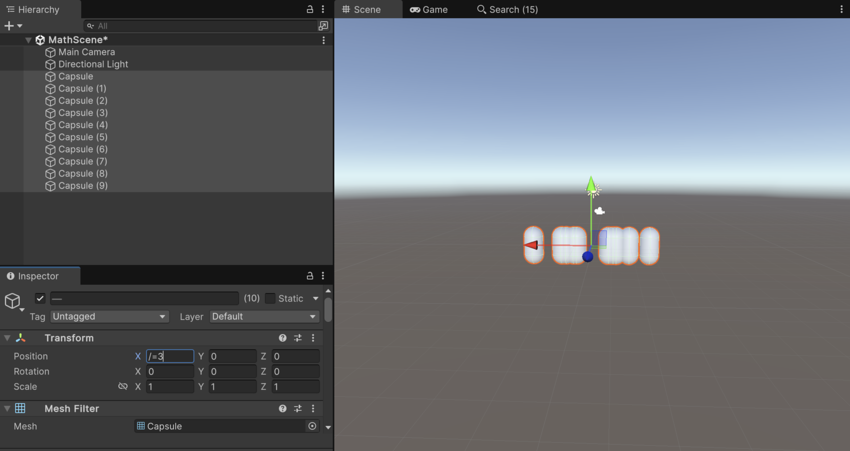 Hierarchy
All
MathScene*
Main Camera
Directional Light
Capsule
Capsule (1)
Capsule (2)
Capsule (3)
Capsule (4)
Capsule (5)
Capsule (6)
Capsule (7)
Capsule (8)
Capsule (9)
Inspector
— (10) Static
Tag Untagged Layer Default
Transform
Position X /=3 Y 0 Z 0
Rotation X 0 Y 0 Z 0
Scale X 1 Y 1 Z 1
Mesh Filter
Mesh Capsule
Scene Game Search (15)